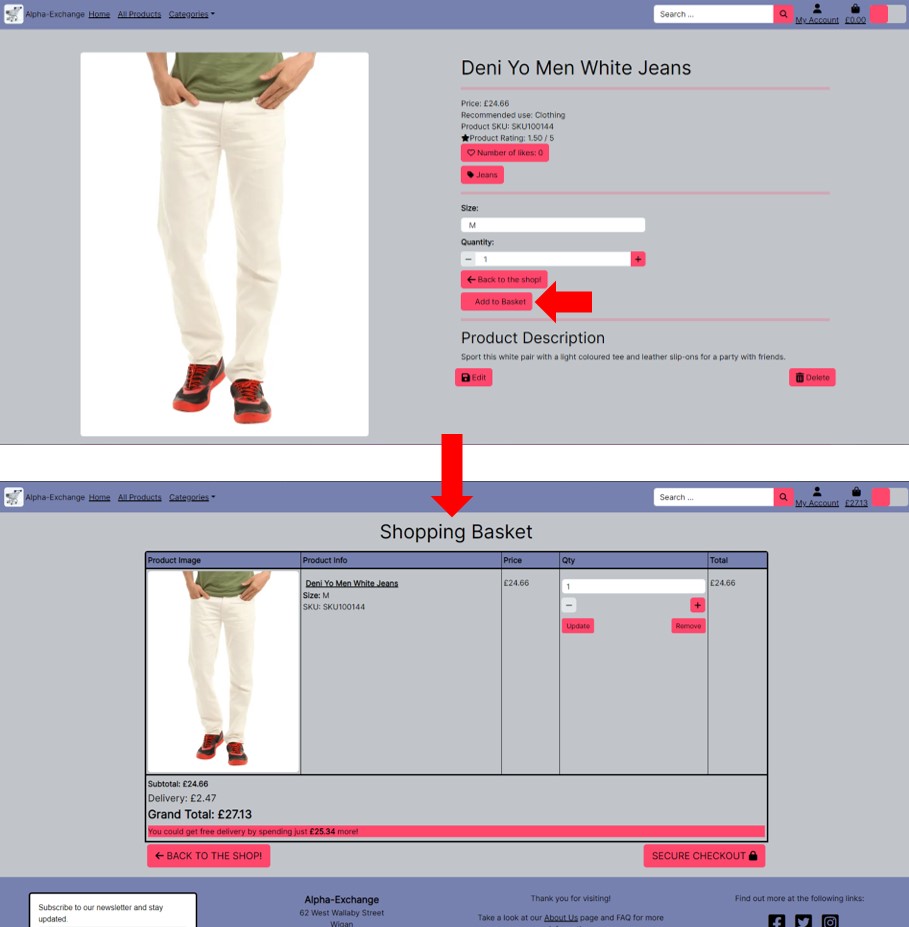 Alpha-Exchange Home All Products Categories Search ... My Account £0.00
Deni Yo Men White Jeans
Price: £24.66
Recommended use: Clothing
Product SKU: SKU100144
Product Rating: 1.50 / 5
Number of likes: 0
Jeans
Size:
M
Quantity:
1
Back to the shop!
Add to Basket
Product Description
Sport this white pair with a light coloured tee and leather slip-ons for a party with friends.
Edit Delete
Alpha-Exchange Home All Products Categories Search ... My Account £27.13
Shopping Basket
Product Image Product Info Price Qty Total
Deni Yo Men White Jeans £24.66 1 £24.66
Size: M
SKU: SKU100144
Update Remove
Subtotal: £24.66
Delivery: £2.47
Grand Total: £27.13
You could get free delivery by spending just £25.34 more!
BACK TO THE SHOP! SECURE CHECKOUT
Subscribe to our newsletter and stay
updated.
Alpha-Exchange
62 West Wallaby Street
Wigan
Thank you for visiting!
Take a look at our About Us page and FAQ for more
Find out more at the following links: